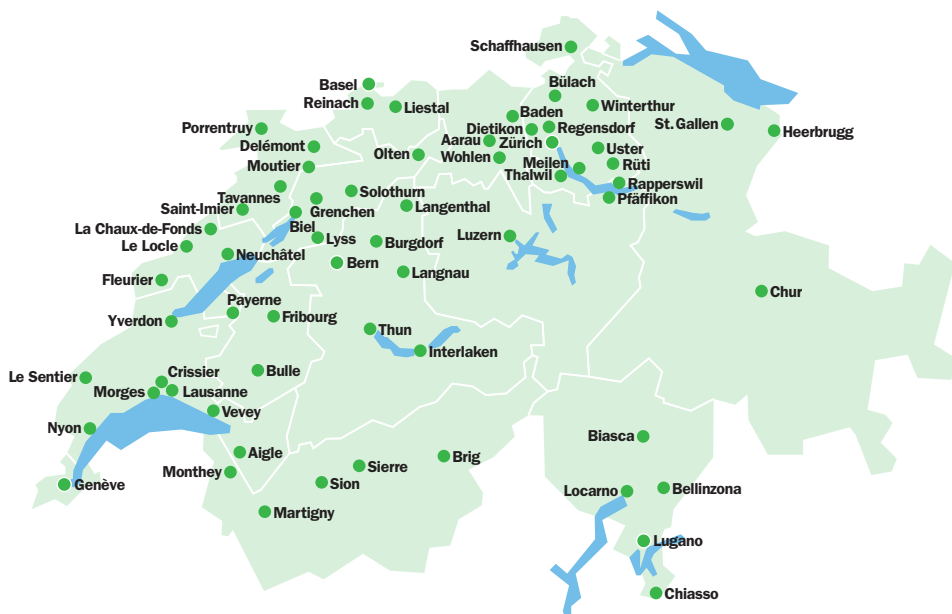 Schaffhausen
Basel
Bülach
Reinach
Liestal
Winterthur
Baden
Porrentruy
Dietikon
Regensdorf
St. Gallen
Heerbrugg
Delémont
Aarau
Zürich
Olten
Wohlen
Uster
Moutier
Meilen
Rüti
Thalwil
Tavannes
Solothurn
Rapperswil
Saint-Imier
Grenchen
Langenthal
Pfäffikon
La Chaux-de-Fonds
Biel
Le Locle
Lyss
Burgdorf
Luzern
Neuchâtel
Bern
Langnau
Fleurier
Chur
Payerne
Yverdon
Fribourg
Thun
Interlaken
Crissier
Bulle
Le Sentier
Morges
Lausanne
Vevey
Nyon
Biasca
Aigle
Brig
Monthey
Sierre
Genève
Sion
Locarno
Bellinzona
Martigny
Lugano
Chiasso